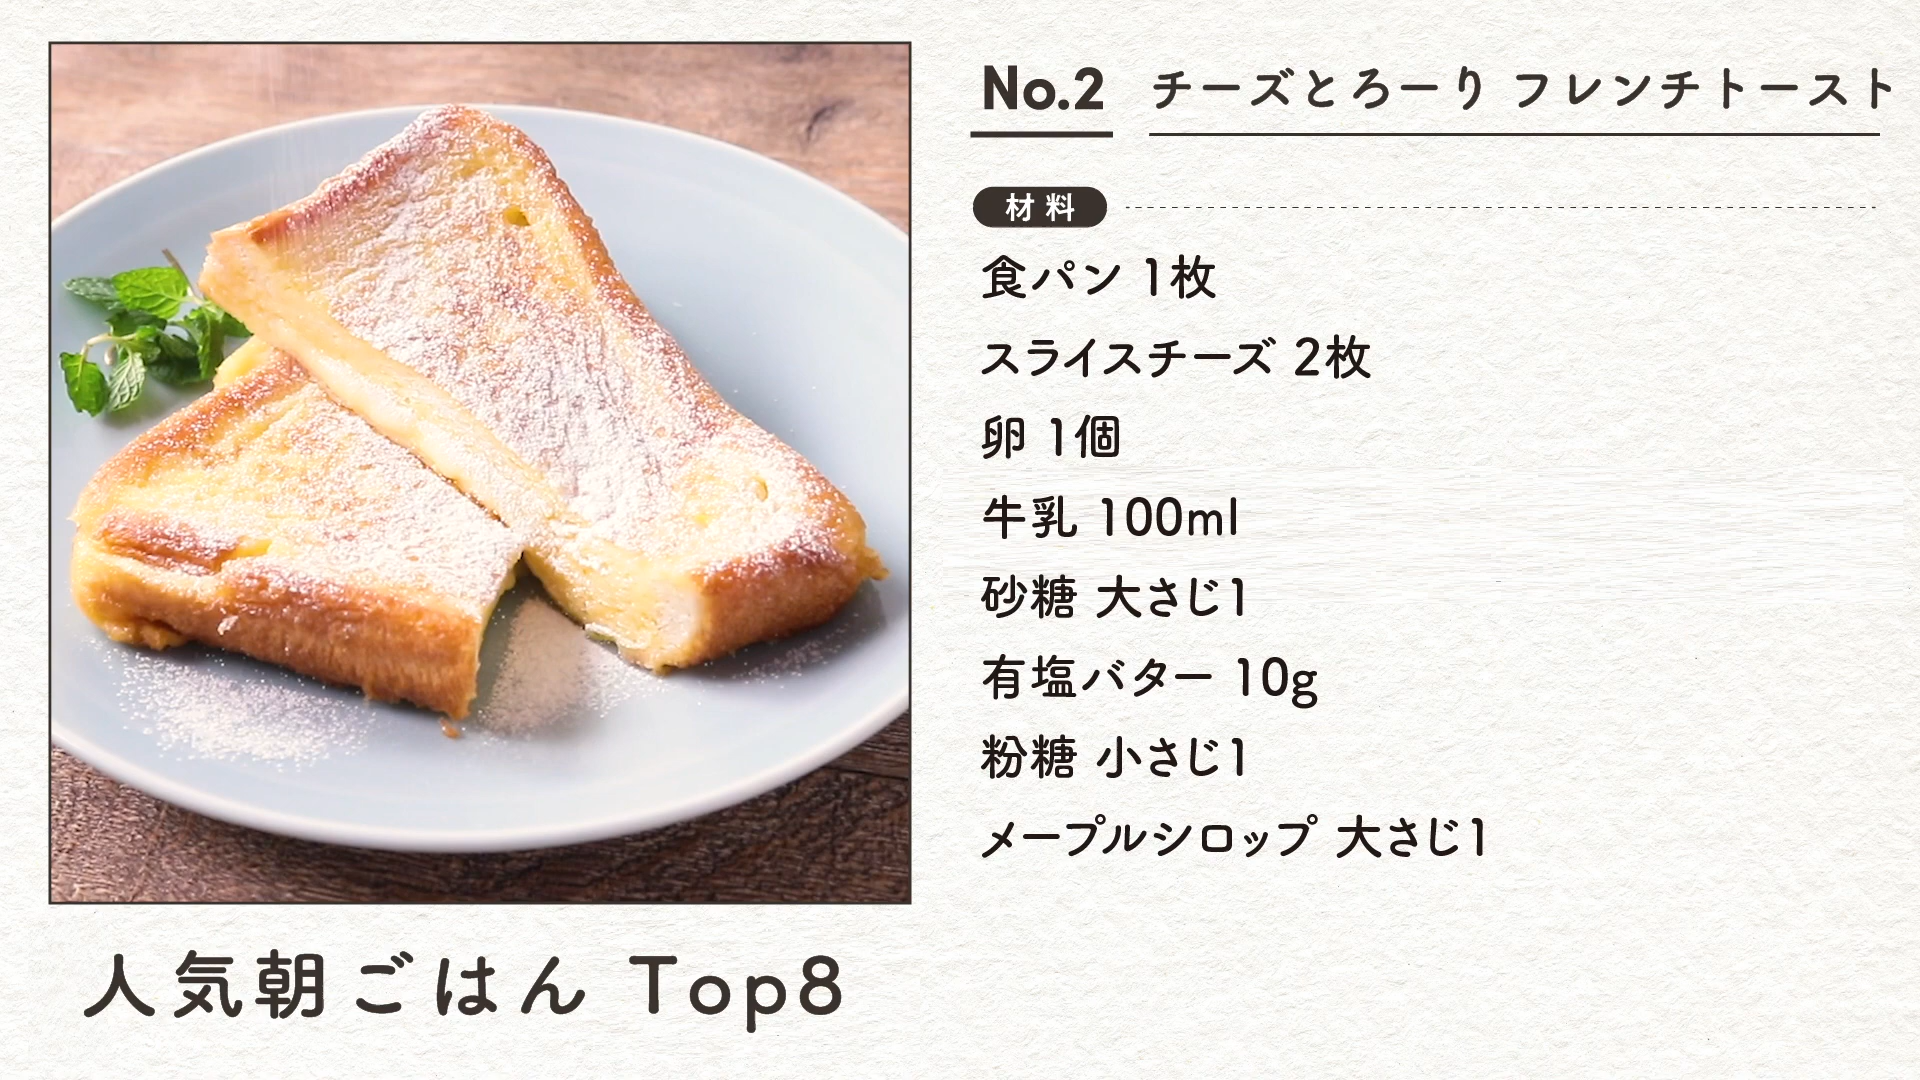 No.2 チーズとろーり フレンチトースト
材料
食パン 1枚
スライスチーズ 2枚
卵 1個
牛乳 100ml
砂糖 大さじ1
有塩バター 10g
粉糖 小さじ1
メープルシロップ 大さじ1
人気朝ごはん Top8